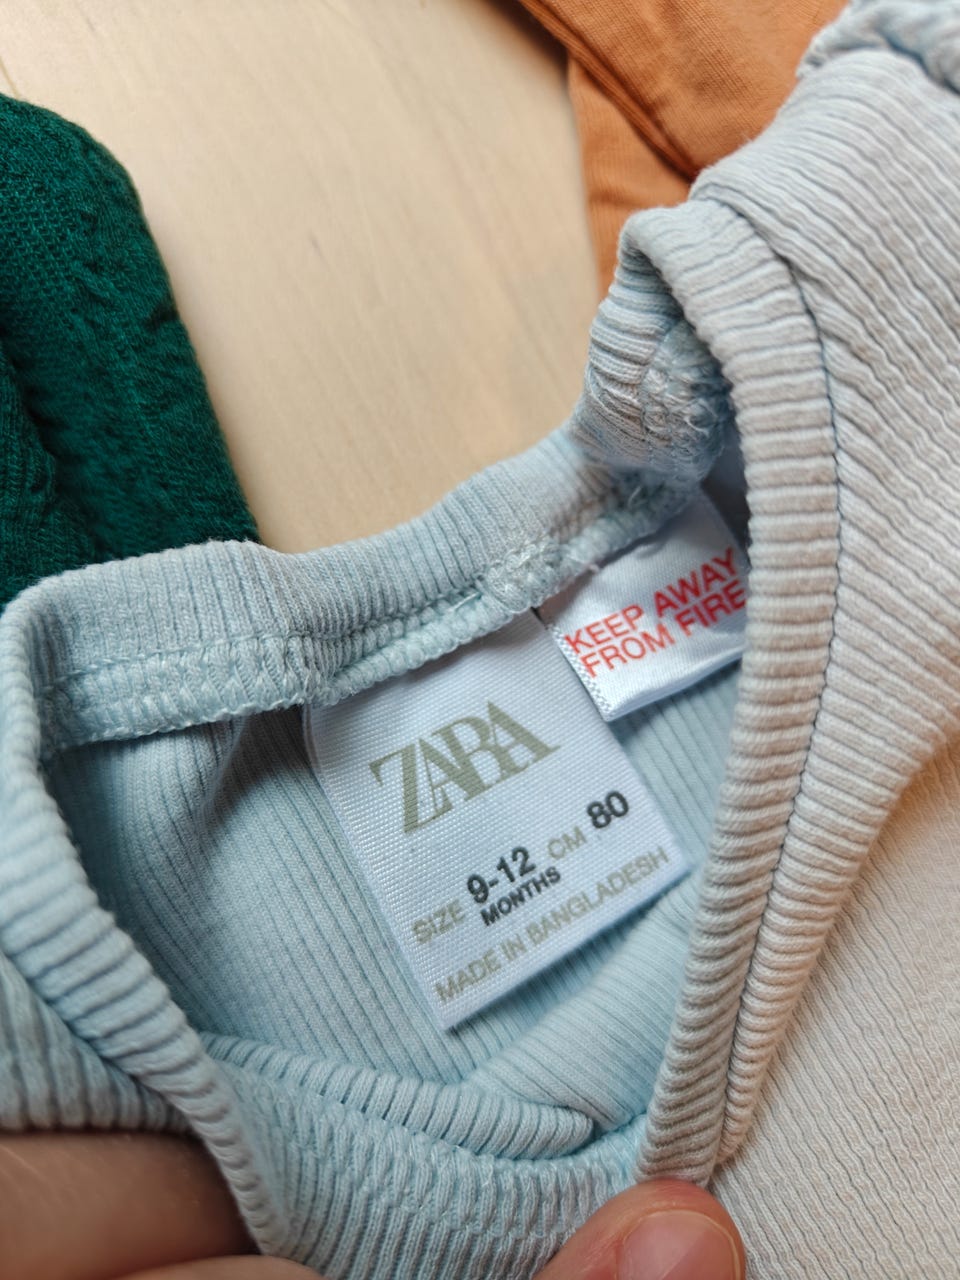 KEEP AWAY
FROM FIRE
ZARA
SIZE 9-12 CM 80
MONTHS
MADE IN BANGLADESH